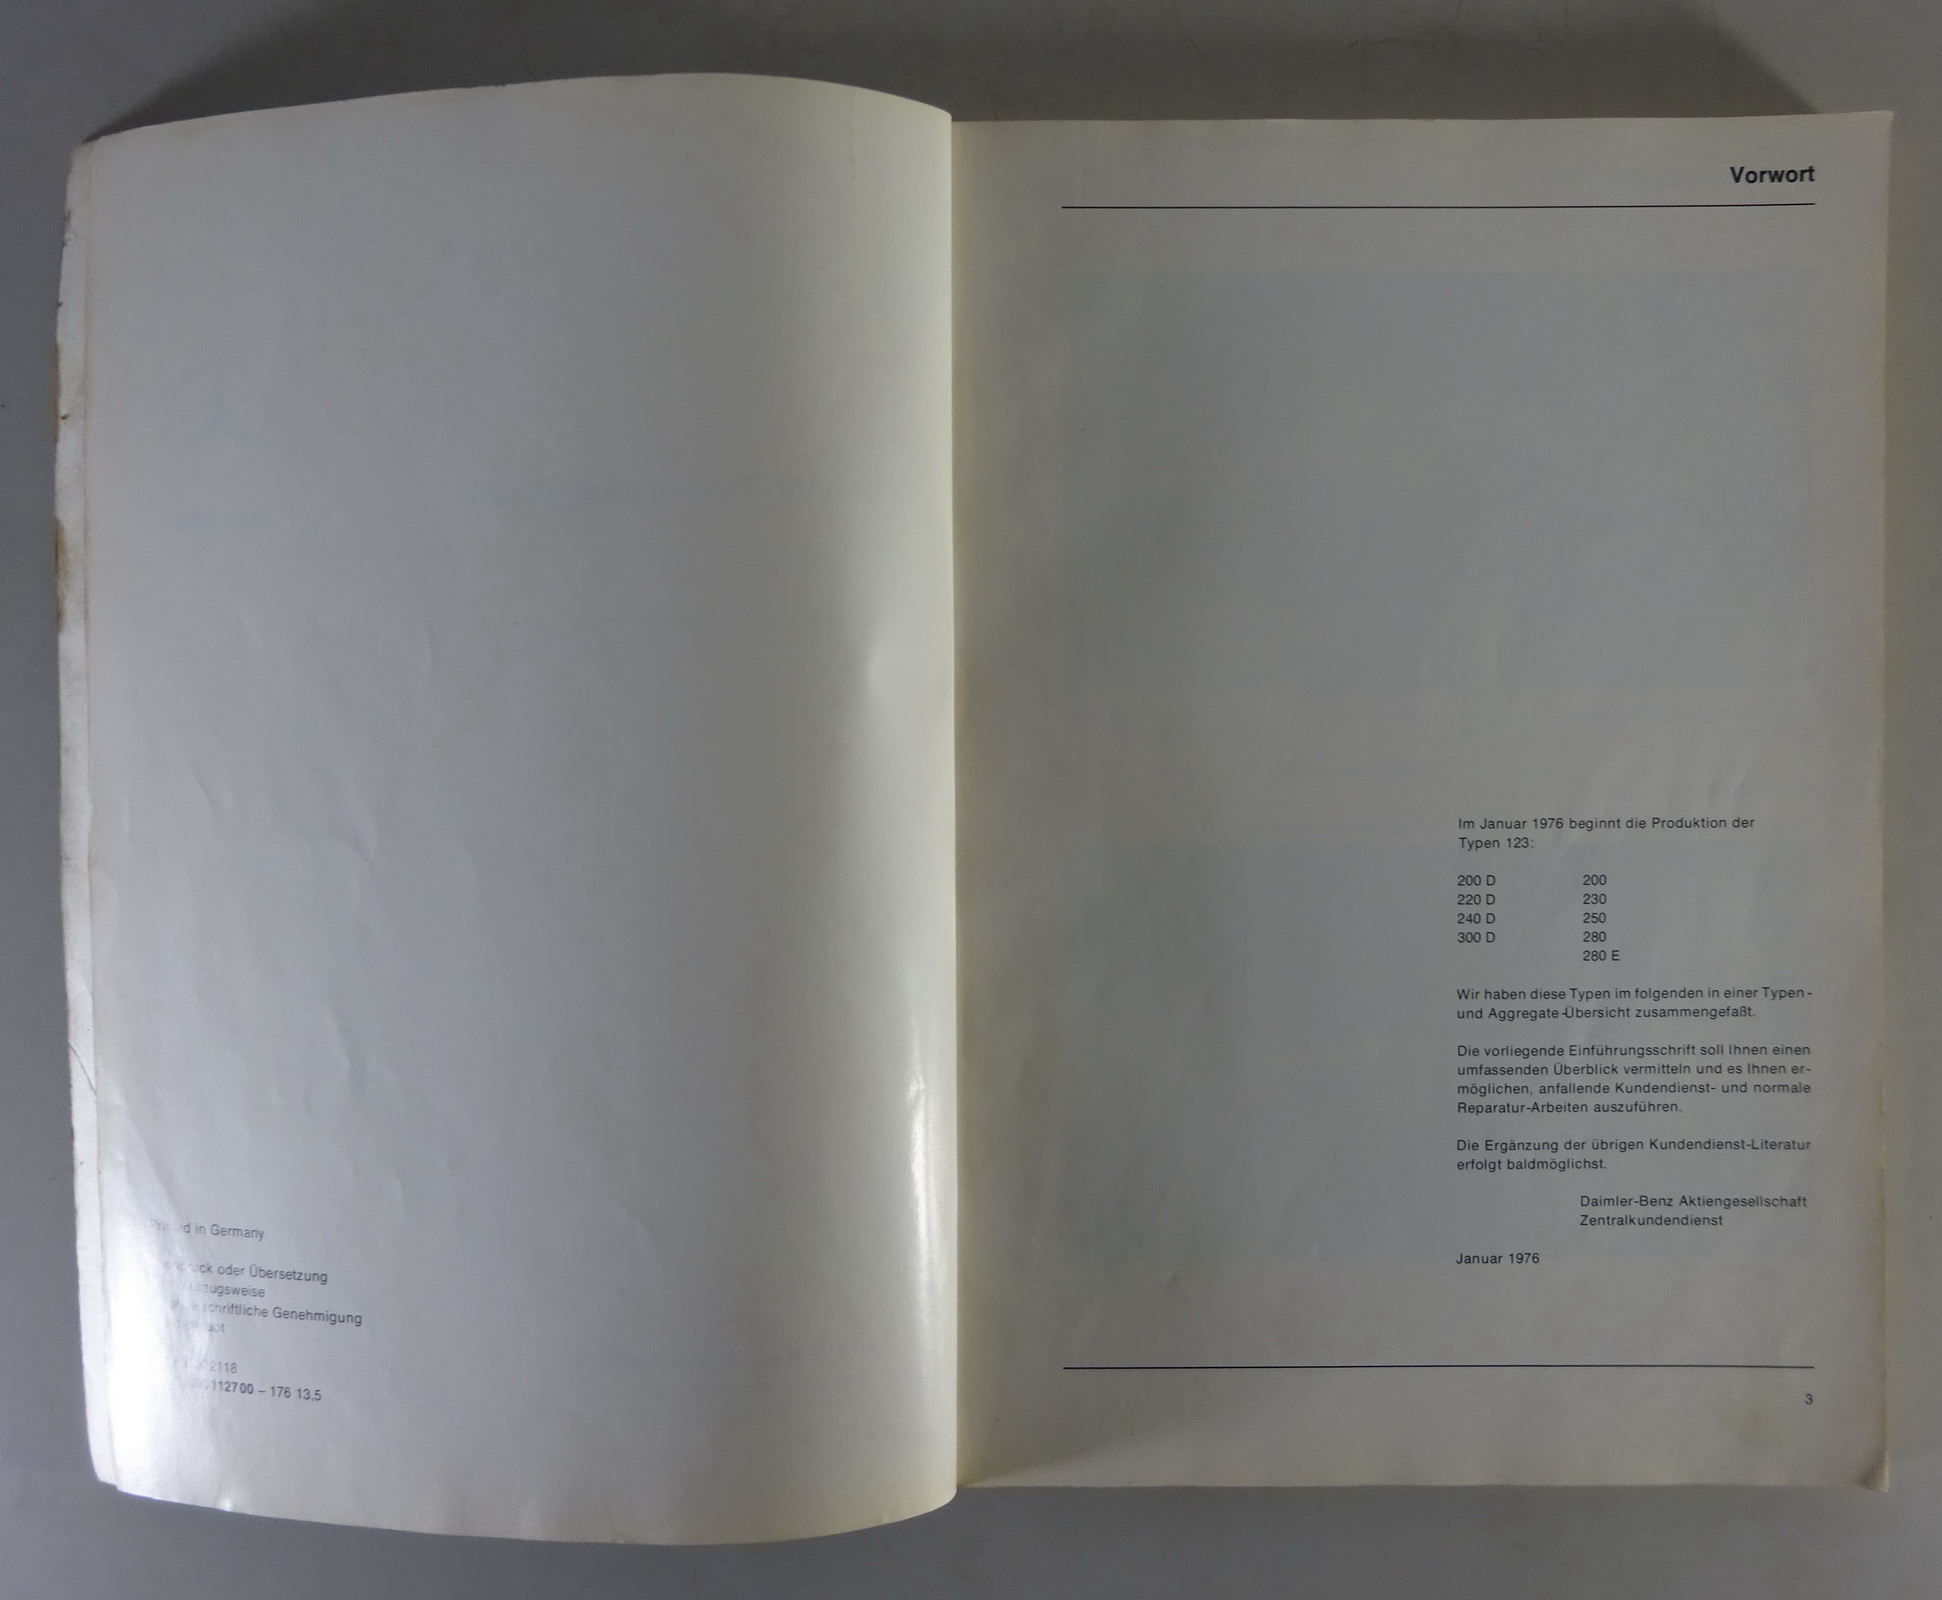 in Germany
oder Übersetzung
schriftliche Genehmigung
112700 – 176 13,5
Vorwort
Im Januar 1976 beginnt die Produktion der
Typen 123:
200 D 200
220 D 230
240 D 250
300 D 280
280 E
Wir haben diese Typen im folgenden in einer Typen-
und Aggregate-Übersicht zusammengefaßt.
Die vorliegende Einführungsschrift soll Ihnen einen
umfassenden Überblick vermitteln und es Ihnen er-
möglichen, anfallende Kundendienst- und normale
Reparatur-Arbeiten auszuführen.
Die Ergänzung der übrigen Kundendienst-Literatur
erfolgt baldmöglichst.
Daimler-Benz Aktiengesellschaft
Zentralkundendienst
Januar 1976
3